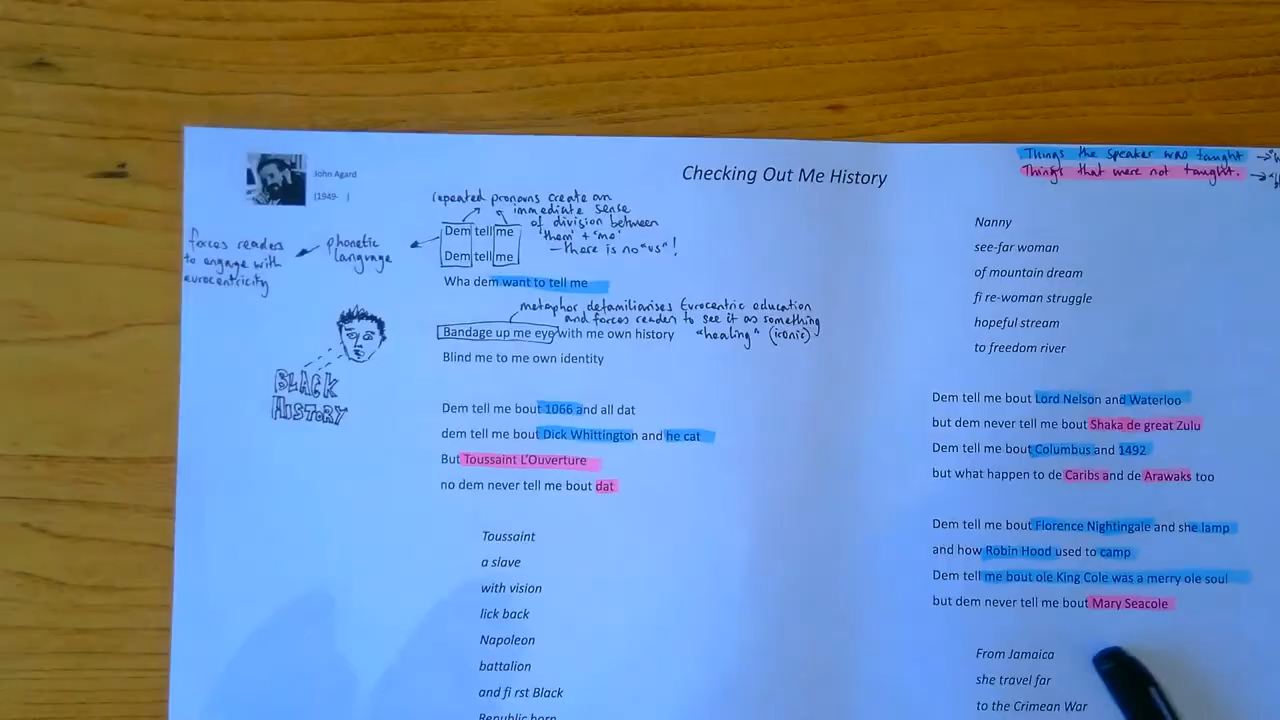 John Agard
(1949- )
Checking Out Me History
Things the speaker was taught →
Things that were not taught. →
repeated pronouns create an
immediate sense
of division between
"them" + "me"
– there is no "us"!
forces readers
to engage with
eurocentricity
phonetic
language
Dem tell me
Dem tell me
Wha dem want to tell me
metaphor defamiliarises Eurocentric education
and forces readers to see it as something
"healing" (iconic)
Bandage up me eye with me own history
Blind me to me own identity
BLACK
HISTORY
Dem tell me bout 1066 and all dat
dem tell me bout Dick Whittington and he cat
But Toussaint L'Ouverture
no dem never tell me bout dat
Toussaint
a slave
with vision
lick back
Napoleon
battalion
and fi rst Black
Republic born
Nanny
see-far woman
of mountain dream
fi re-woman struggle
hopeful stream
to freedom river
Dem tell me bout Lord Nelson and Waterloo
but dem never tell me bout Shaka de great Zulu
Dem tell me bout Columbus and 1492
but what happen to de Caribs and de Arawaks too
Dem tell me bout Florence Nightingale and she lamp
and how Robin Hood used to camp
Dem tell me bout ole King Cole was a merry ole soul
but dem never tell me bout Mary Seacole
From Jamaica
she travel far
to the Crimean War